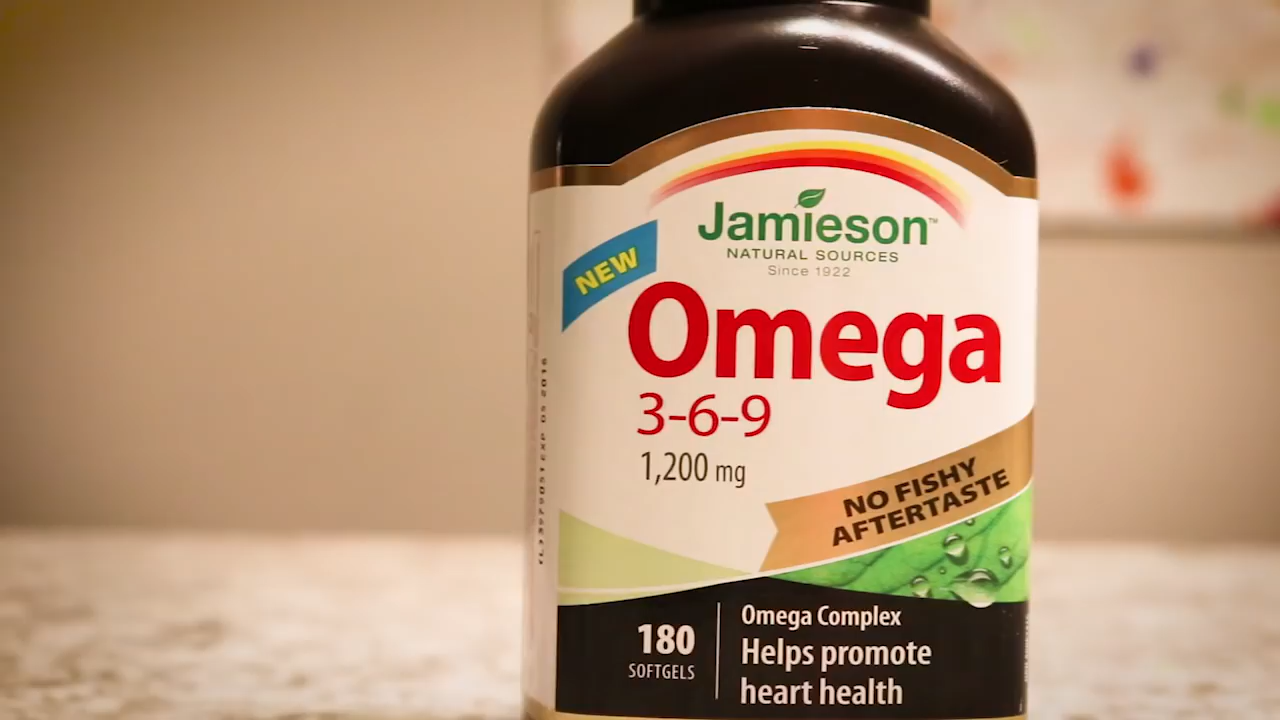 Jamieson™
NATURAL SOURCES
Since 1922
NEW
Omega
3-6-9
1,200 mg
NO FISHY
AFTERTASTE
180
SOFTGELS
Omega Complex
Helps promote
heart health